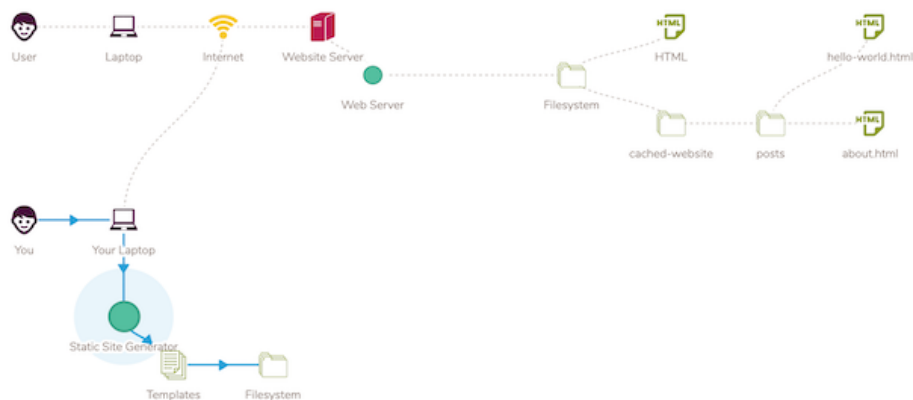 User
Laptop
Internet
Website Server
HTML
HTML
hello-world.html
HTML
Web Server
Filesystem
cached-website
posts
HTML
about.html
You
Your Laptop
Static Site Generator
Templates
Filesystem